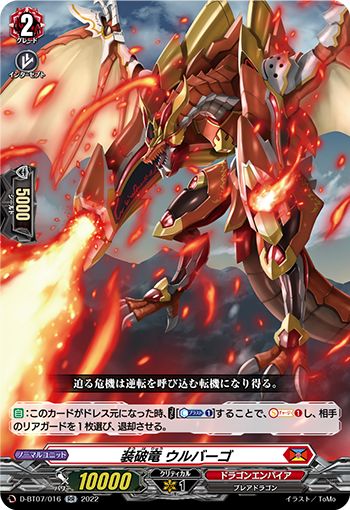 2
グレード
インターセプト
5000
シールド
迫る危機は逆転を呼び込む転機になり得る。
自:このカードがドレス元になった時、【[ソウルブラスト1]することで、カウンターチャージ1し、相手
のリアガードを1枚選び、退却させる。
ノーマルユニット
装破竜 ウルバーゴ
D-BT07/016 RR 2022
パワー 10000
クリティカル
1
ドラゴンエンパイア
フレアドラゴン
イラスト/ToMo